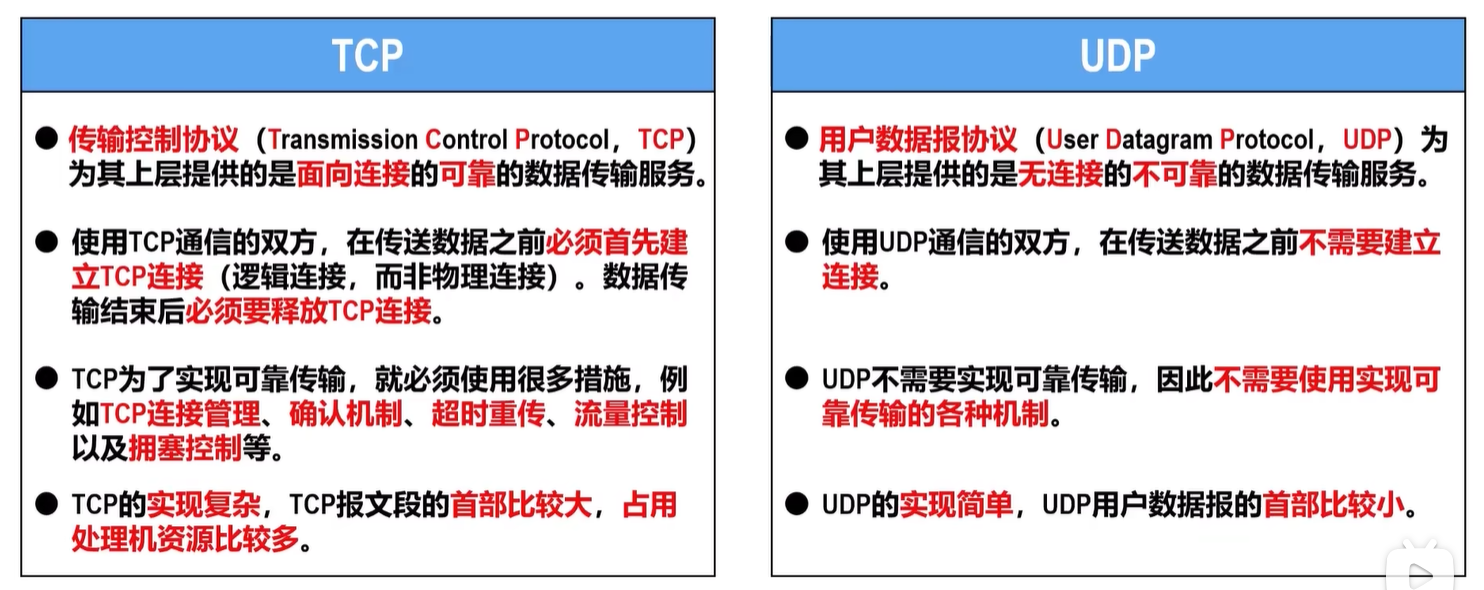 TCP
● 传输控制协议（Transmission Control Protocol，TCP）
为其上层提供的是面向连接的可靠的数据传输服务。
● 使用TCP通信的双方，在传送数据之前必须首先建
立TCP连接（逻辑连接，而非物理连接）。数据传
输结束后必须要释放TCP连接。
● TCP为了实现可靠传输，就必须使用很多措施，例
如TCP连接管理、确认机制、超时重传、流量控制
以及拥塞控制等。
● TCP的实现复杂，TCP报文段的首部比较大，占用
处理机资源比较多。
UDP
● 用户数据报协议（User Datagram Protocol，UDP）为
其上层提供的是无连接的不可靠的数据传输服务。
● 使用UDP通信的双方，在传送数据之前不需要建立
连接。
● UDP不需要实现可靠传输，因此不需要使用实现可
靠传输的各种机制。
● UDP的实现简单，UDP用户数据报的首部比较小。